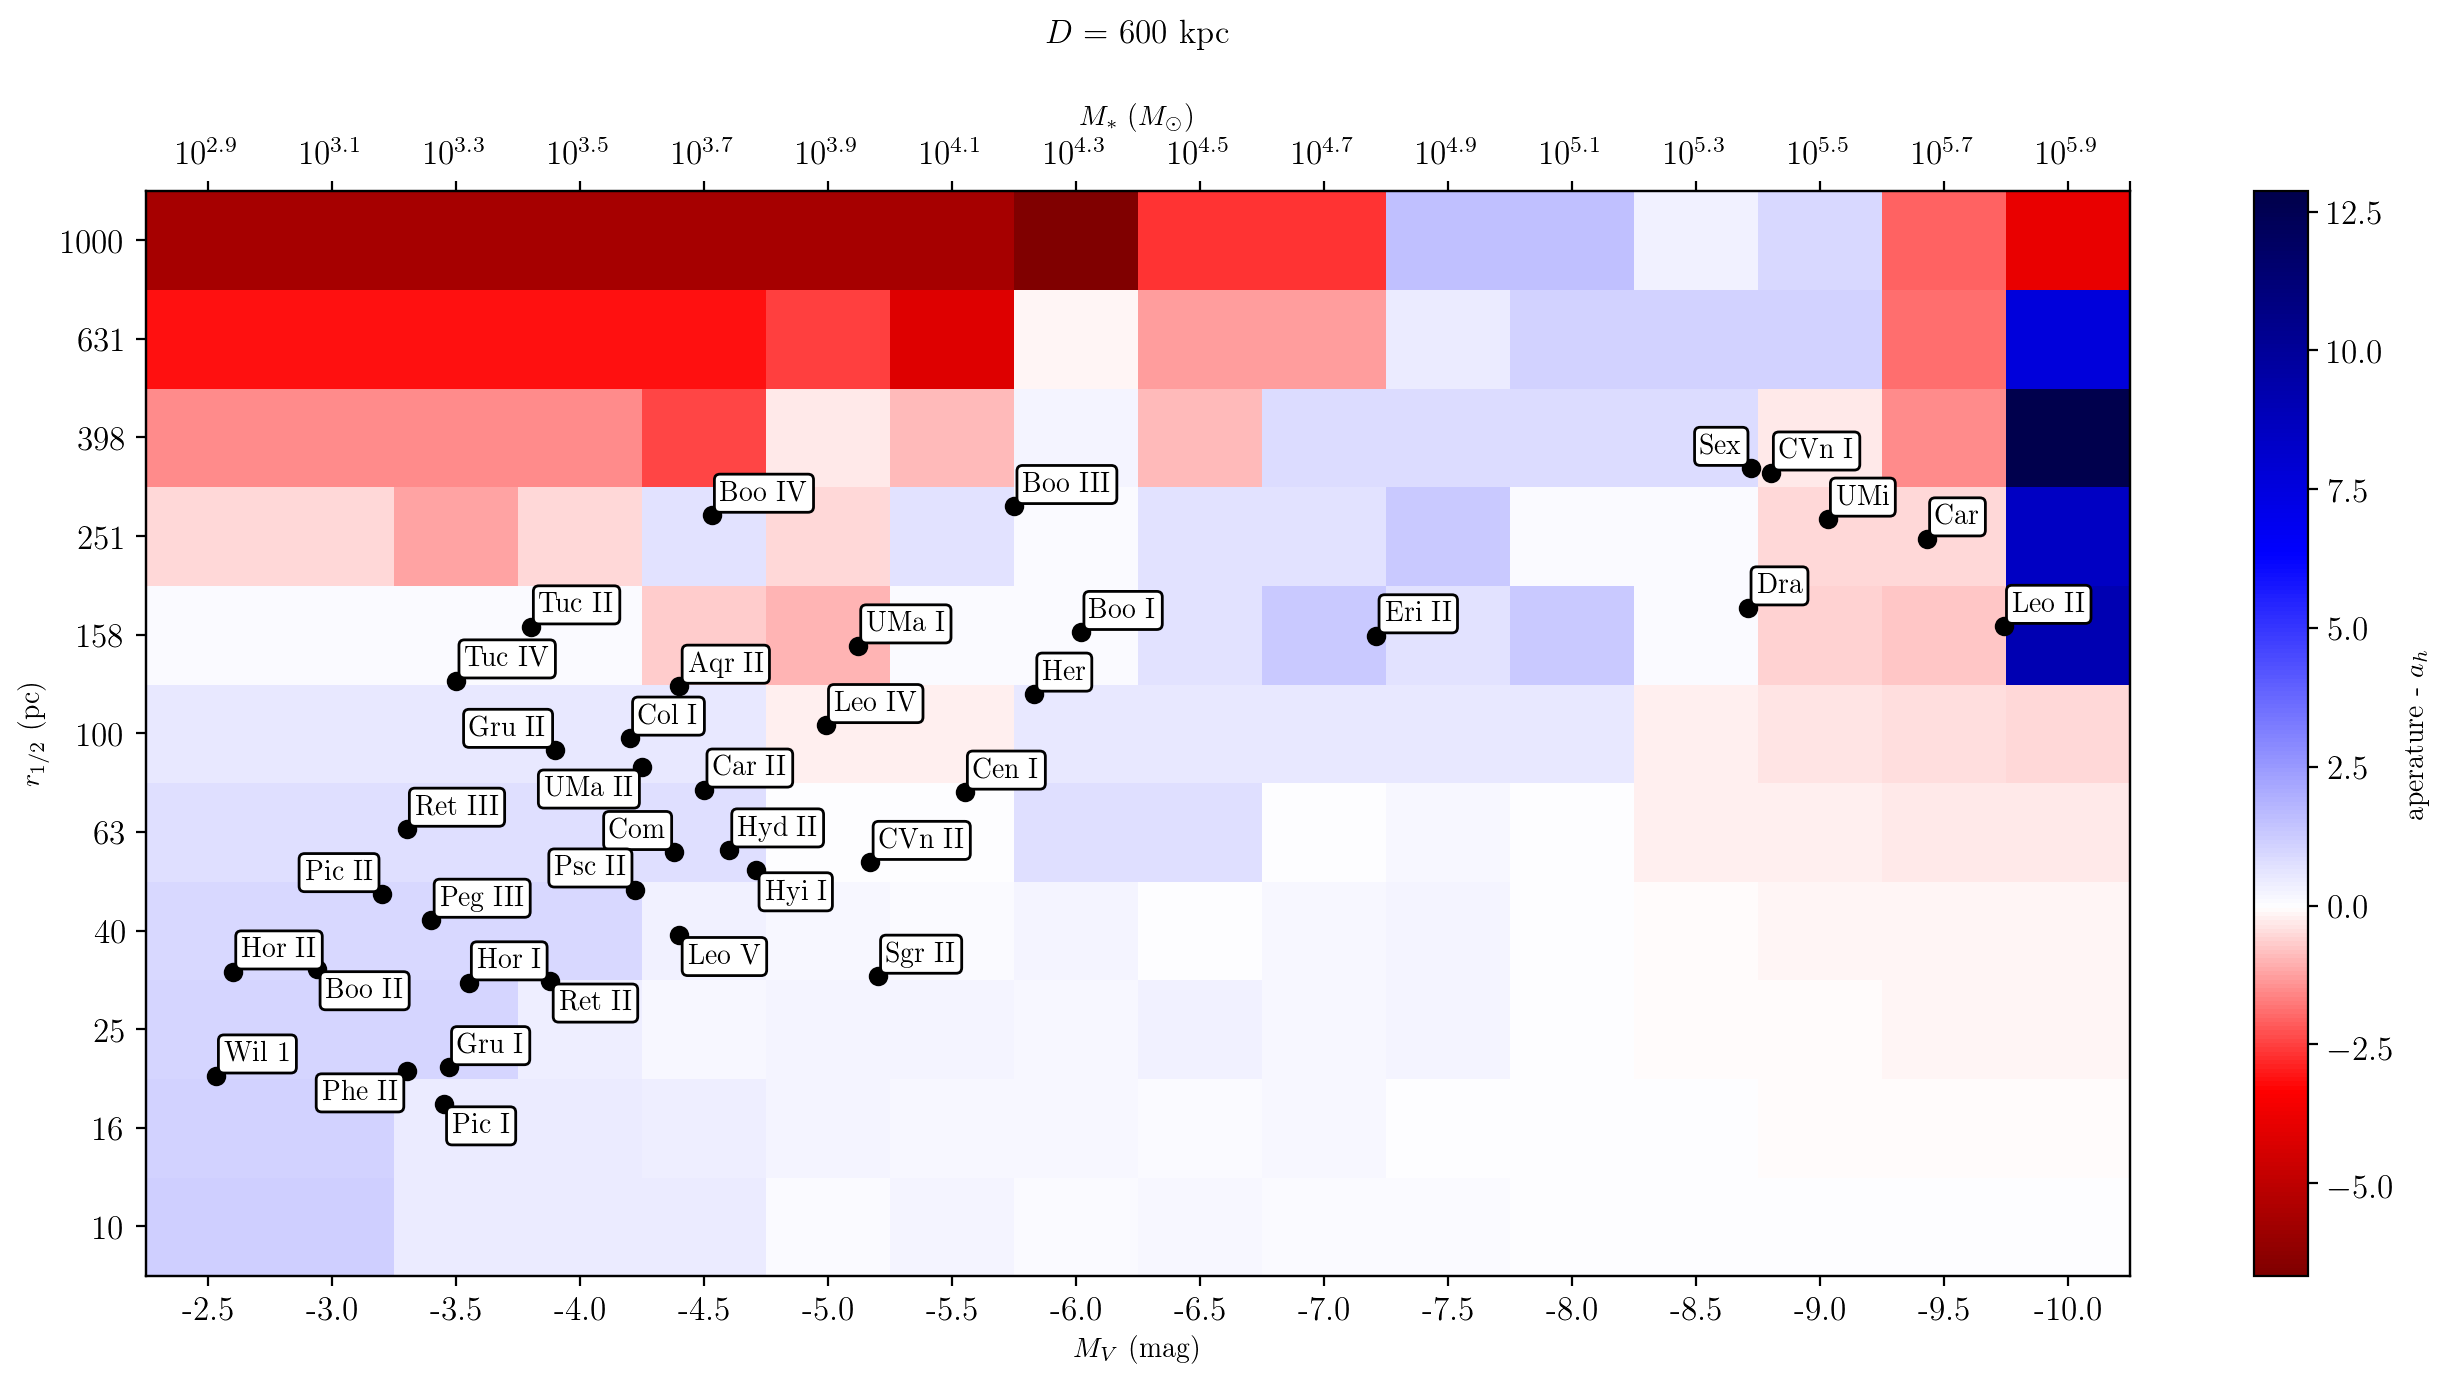 D = 600 kpc
M* (M⊙)
10^2.9 10^3.1 10^3.3 10^3.5 10^3.7 10^3.9 10^4.1 10^4.3 10^4.5 10^4.7 10^4.9 10^5.1 10^5.3 10^5.5 10^5.7 10^5.9
1000
631
398
251
158
100
63
40
25
16
10
r1/2 (pc)
Sex
CVn I
Boo IV
Boo III
UMi
Car
Tuc II
Dra
Leo II
UMa I
Boo I
Eri II
Tuc IV
Aqr II
Her
Leo IV
Gru II
Col I
UMa II
Car II
Cen I
Ret III
Com
Hyd II
CVn II
Pic II
Psc II
Hyi I
Peg III
Hor II
Hor I
Leo V
Sgr II
Boo II
Ret II
Wil 1
Gru I
Phe II
Pic I
-2.5 -3.0 -3.5 -4.0 -4.5 -5.0 -5.5 -6.0 -6.5 -7.0 -7.5 -8.0 -8.5 -9.0 -9.5 -10.0
MV (mag)
12.5
10.0
7.5
5.0
2.5
0.0
−2.5
−5.0
aperature - ah